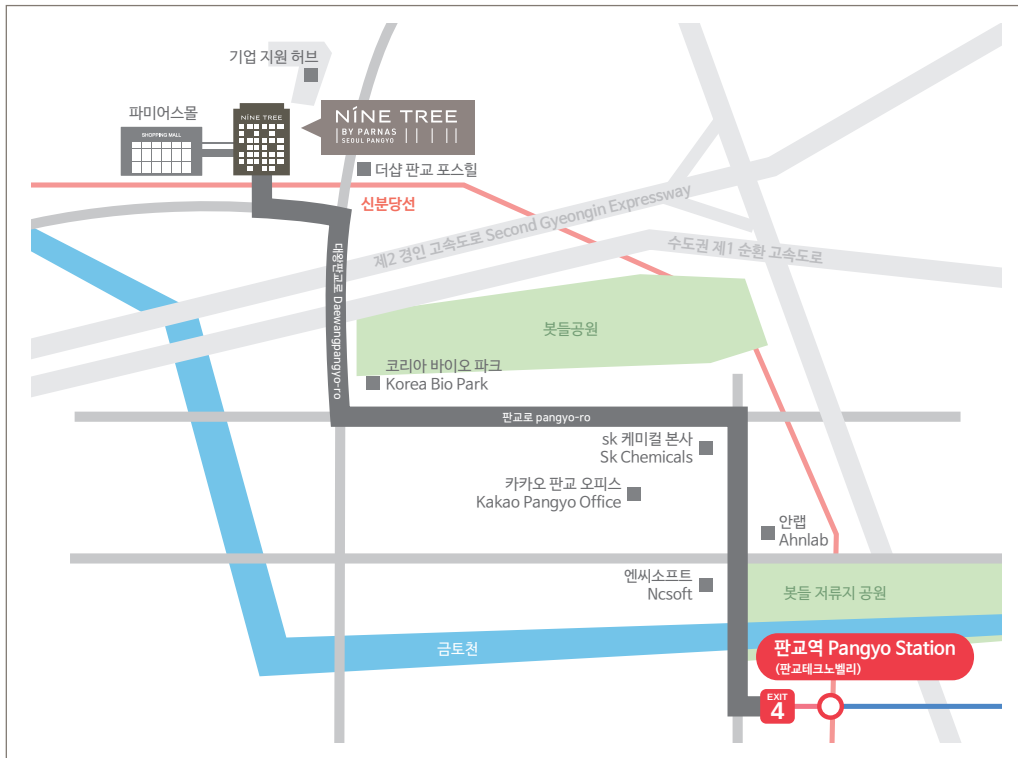 기업 지원 허브
파미어스몰
SHOPPING MALL
NÍNE TREE
NÍNE TREE
BY PARNAS
SEOUL PANGYO
더샵 판교 포스힐
신분당선
제2 경인 고속도로 Second Gyeongin Expressway
수도권 제1 순환 고속도로
대왕판교로 Daewangpangyo-ro
봇들공원
코리아 바이오 파크
Korea Bio Park
판교로 pangyo-ro
sk 케미컬 본사
Sk Chemicals
카카오 판교 오피스
Kakao Pangyo Office
안랩
Ahnlab
엔씨소프트
Ncsoft
봇들 저류지 공원
금토천
판교역 Pangyo Station
(판교테크노벨리)
EXIT
4